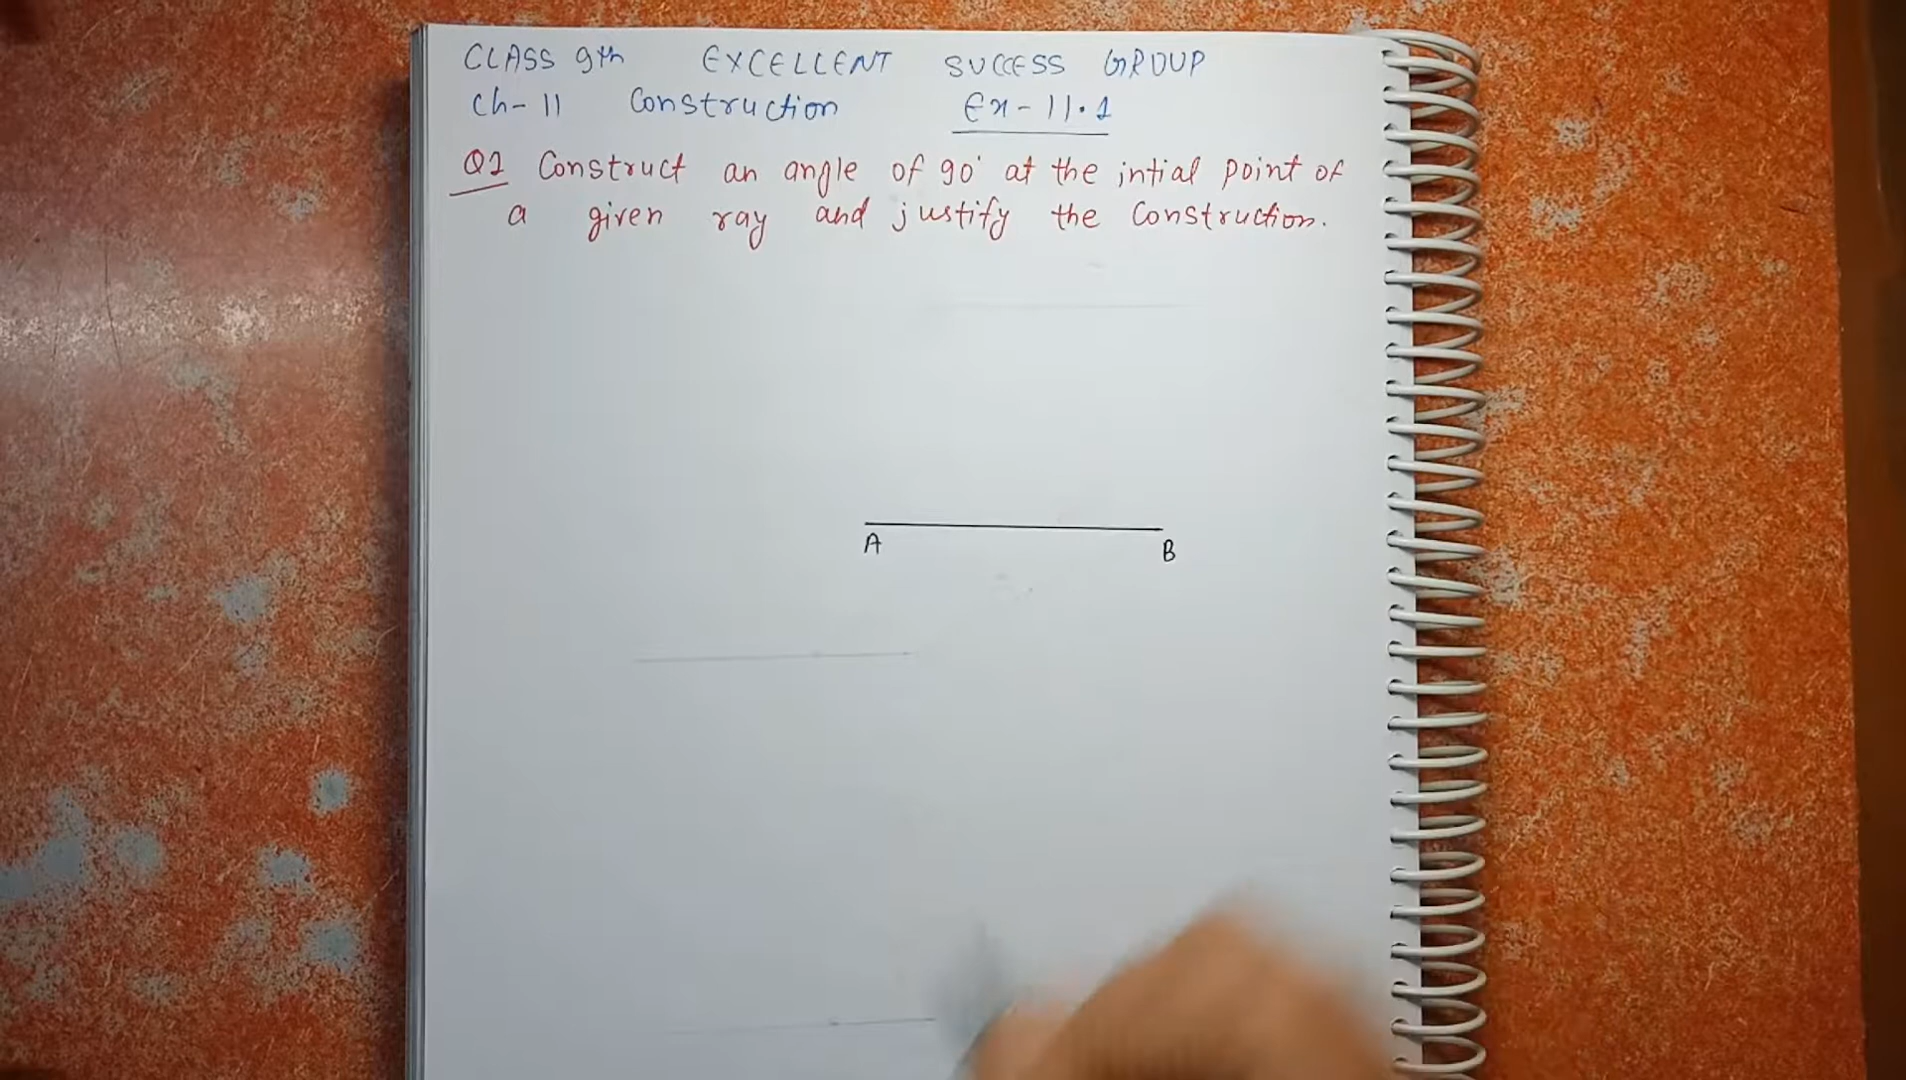 CLASS 9th EXCELLENT SUCCESS GROUP
Ch- 11 Construction Ex - 11.1
Q1 Construct an angle of 90° at the intial point of
a given ray and justify the Construction.
A B